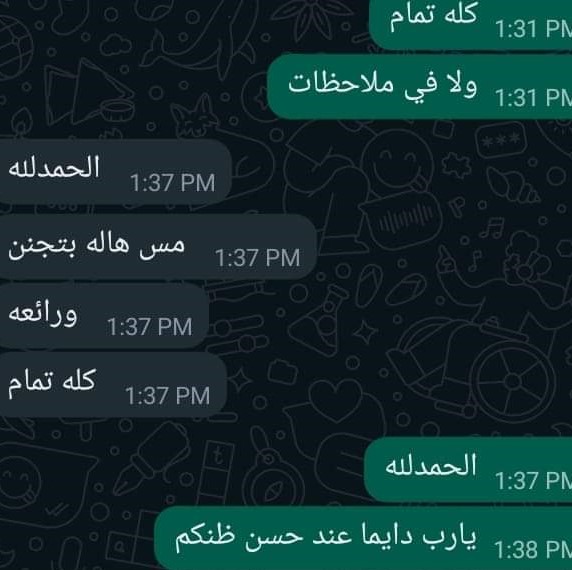 كله تمام 1:31 PM
ولا في ملاحظات 1:31 PM
الحمدلله 1:37 PM
مس هاله بتجنن 1:37 PM
ورائعه 1:37 PM
كله تمام 1:37 PM
الحمدلله 1:37 PM
يارب دايما عند حسن ظنكم 1:38 PM